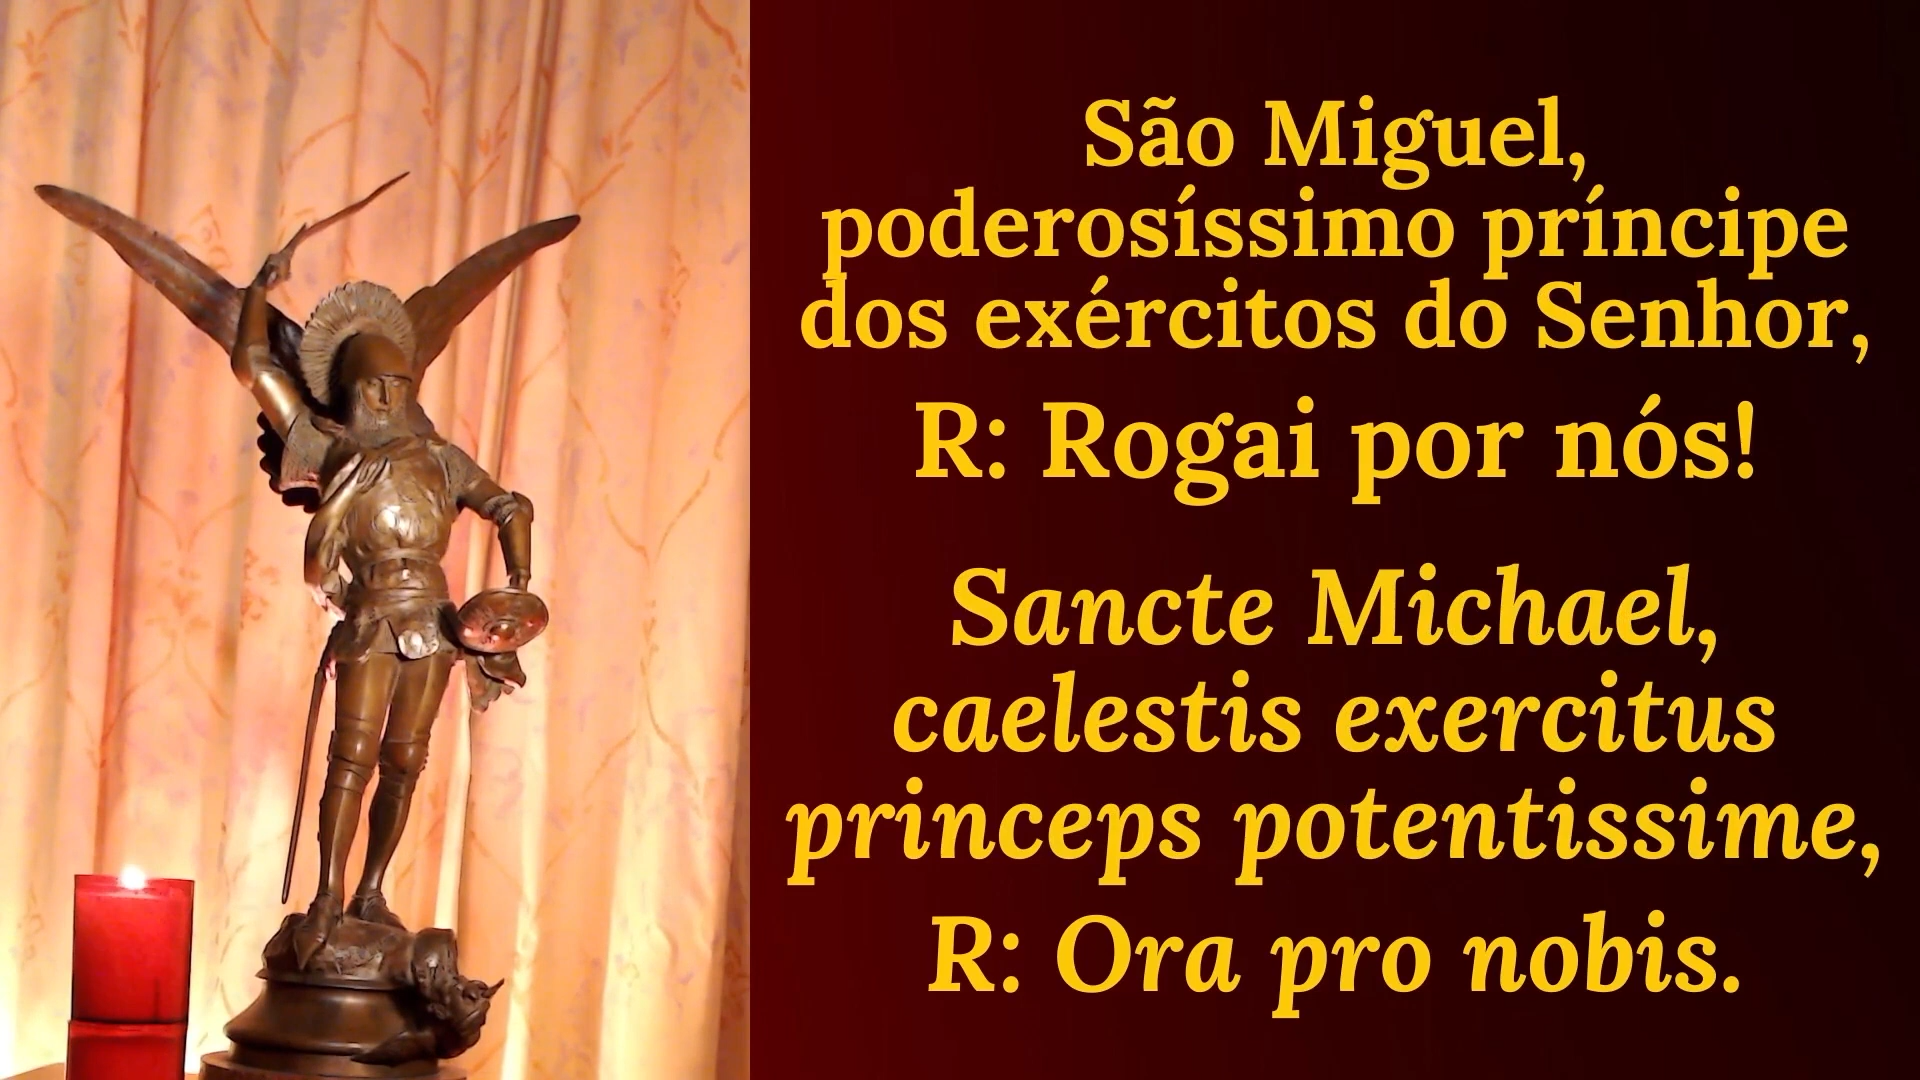 São Miguel,
poderosíssimo príncipe
dos exércitos do Senhor,
R: Rogai por nós!
Sancte Michael,
caelestis exercitus
princeps potentissime,
R: Ora pro nobis.